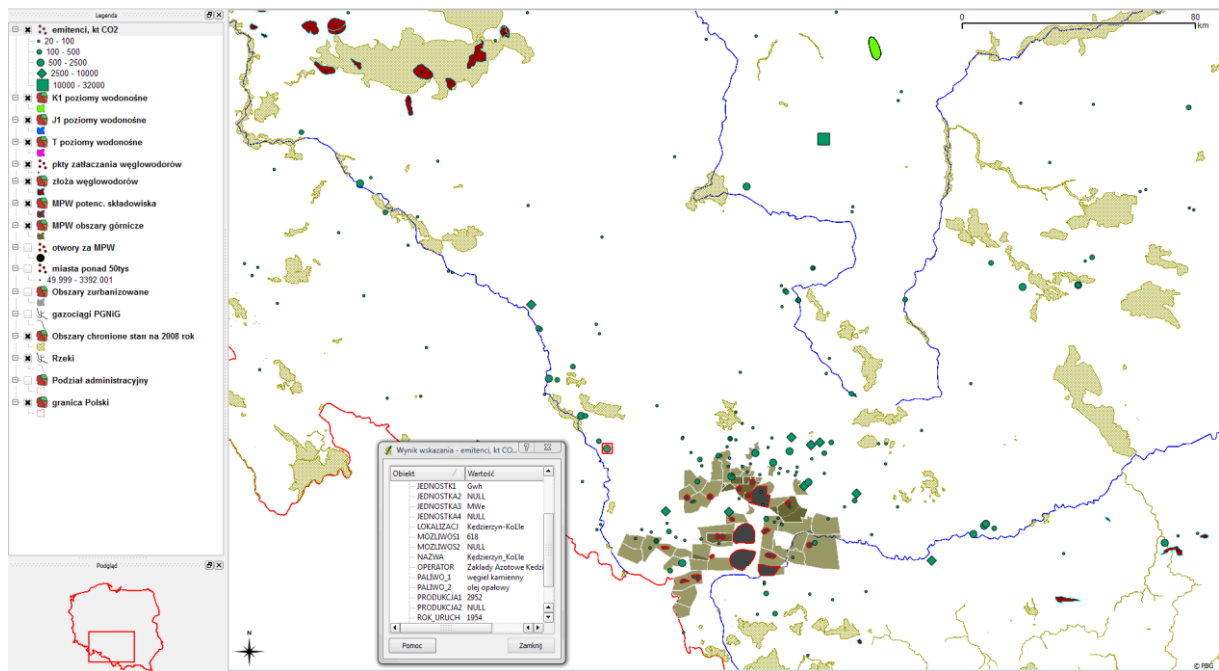 Legenda
emitenci, kt CO2
20 - 100
100 - 500
500 - 2500
2500 - 10000
10000 - 32000
K1 poziomy wodonośne
J1 poziomy wodonośne
T poziomy wodonośne
pkty zatłaczania węglowodorów
złoża węglowodorów
MPW potenc. składowiska
MPW obszary górnicze
otwory za MPW
miasta ponad 50tys
49.999 - 3392.001
Obszary zurbanizowane
gazociągi PGNiG
Obszary chronione stan na 2008 rok
Rzeki
Podział administracyjny
granica Polski
Podgląd
0 80
km
Wynik wskazania - emitenci, kt CO...
Obiekt Wartość
JEDNOSTK1 Gwh
JEDNOSTKA2 NULL
JEDNOSTKA3 MWe
JEDNOSTKA4 NULL
LOKALIZACJ Kędzierzyn-KoĽle
MOZLIWOS1 618
MOZLIWOS2 NULL
NAZWA Kędzierzyn_KoĽle
OPERATOR Zakłady Azotowe Kedzi
PALIWO_1 węgiel kamienny
PALIWO_2 olej opałowy
PRODUKCJA1 2952
PRODUKCJA2 NULL
ROK_URUCH 1954
Pomoc Zamknij
N